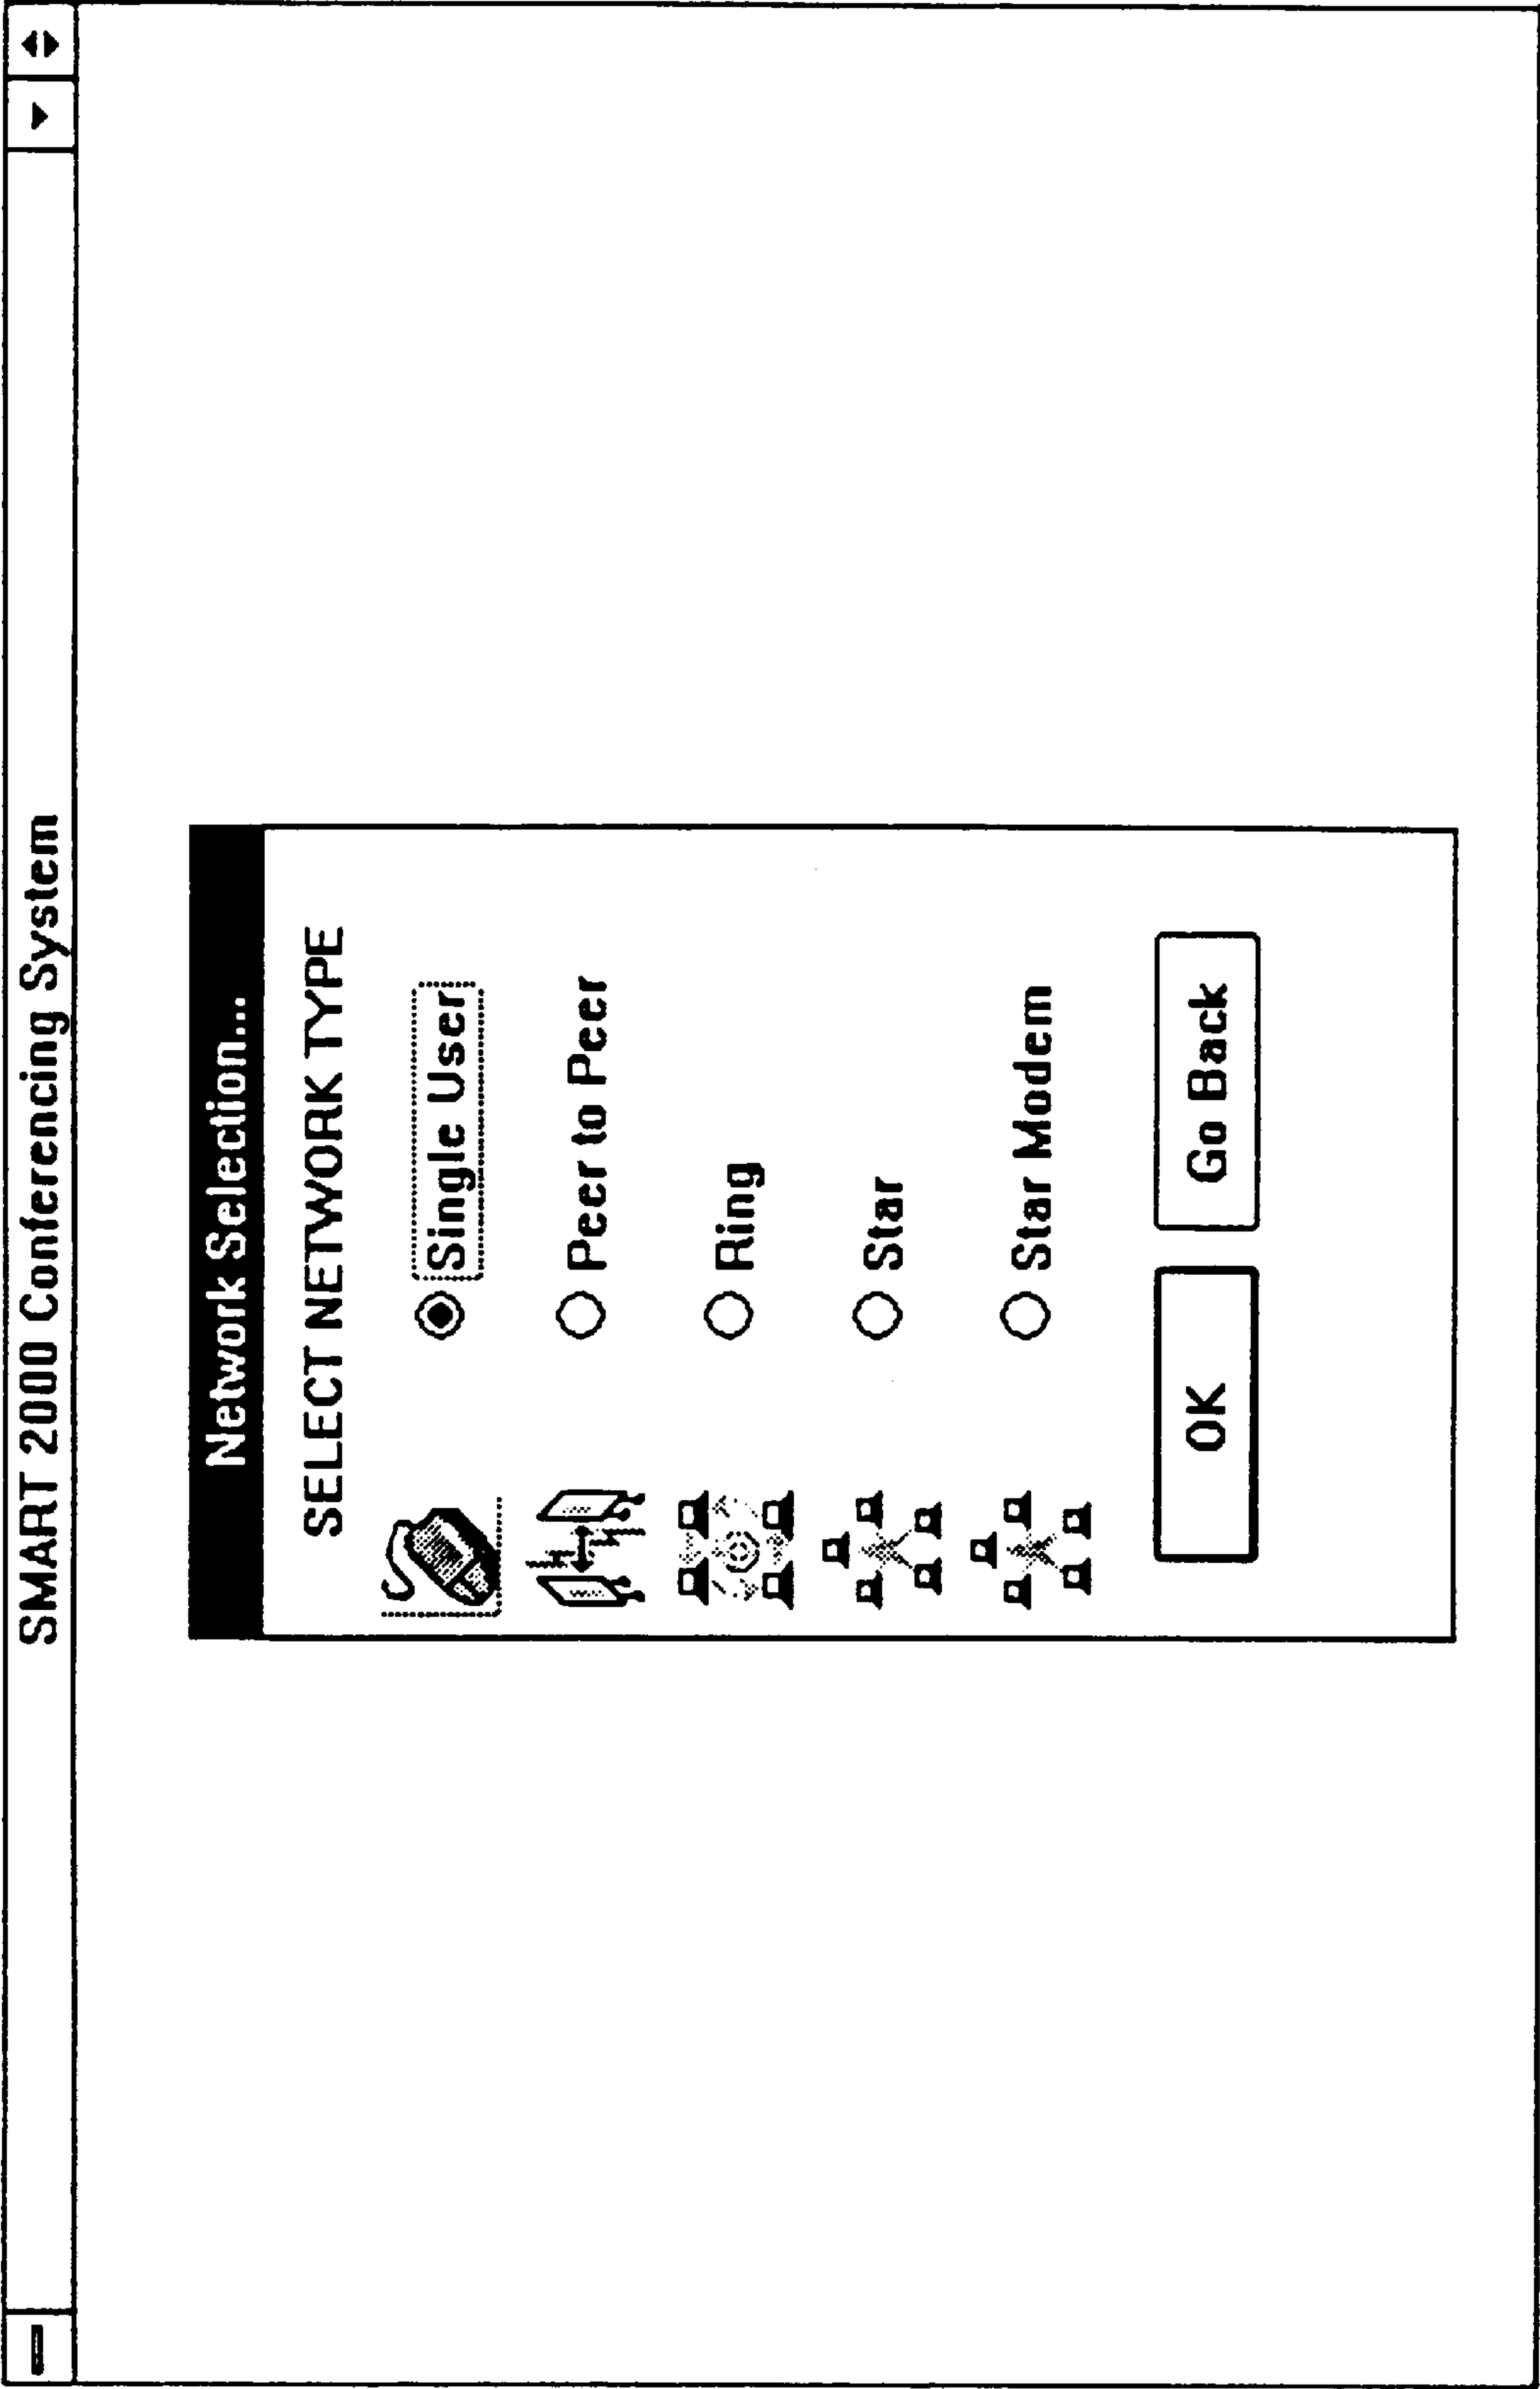 SMART 2000 Conferencing System
Network Selection...
SELECT NETWORK TYPE
Single User
Peer to Peer
Ring
Star
Star Modem
OK
Go Back